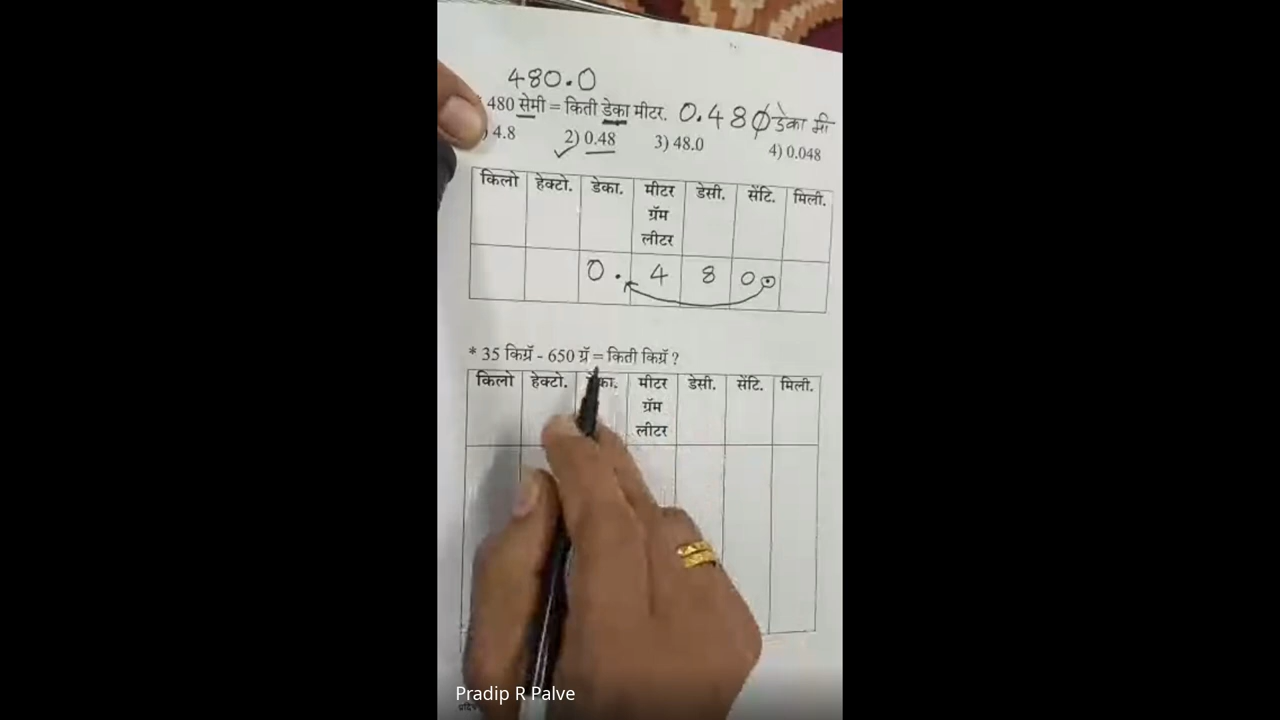 480.0
* 480 सेमी = किती डेका मीटर. 0.480 डेका मी
) 4.8 2) 0.48 3) 48.0 4) 0.048
किलो हेक्टो. डेका. मीटर ग्रॅम लीटर डेसी. सेंटि. मिली.
0. 4 8 0.
* 35 किग्रॅ - 650 ग्रॅ = किती किग्रॅ ?
किलो हेक्टो. मीटर ग्रॅम लीटर डेसी. सेंटि. मिली.
Pradip R Palve